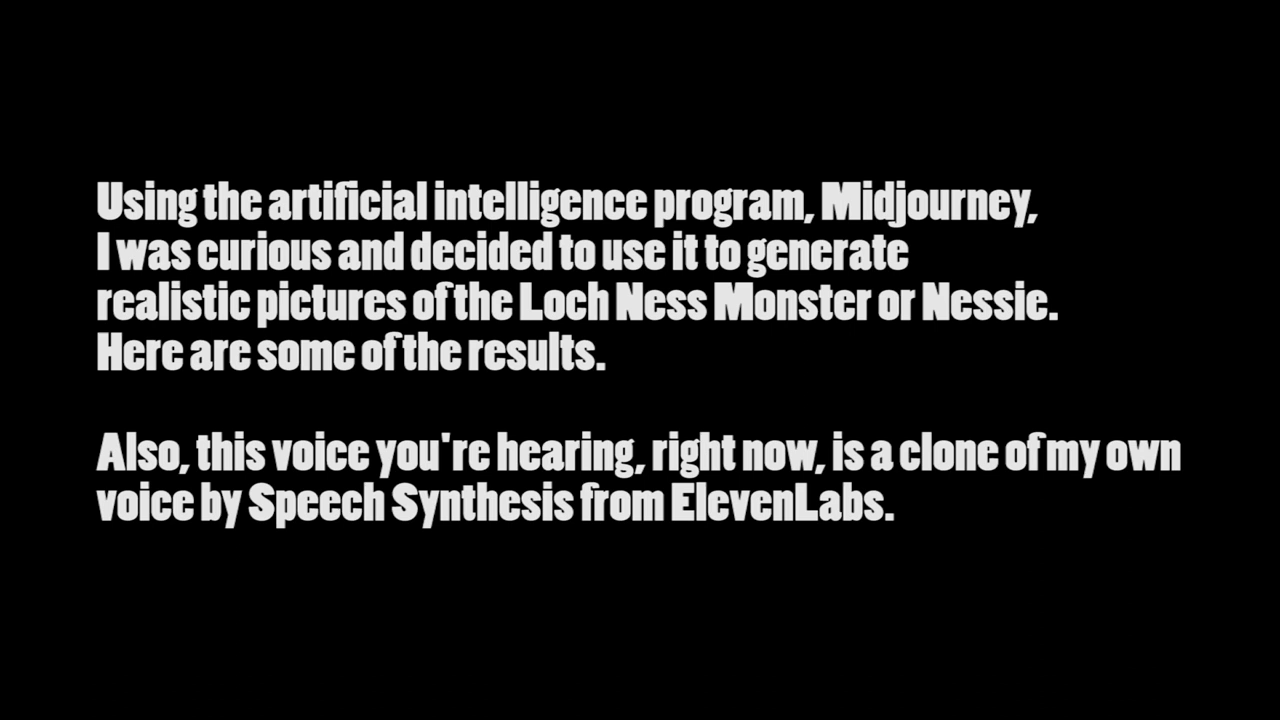 Using the artificial intelligence program, Midjourney,
I was curious and decided to use it to generate
realistic pictures of the Loch Ness Monster or Nessie.
Here are some of the results.
Also, this voice you're hearing, right now, is a clone of my own
voice by Speech Synthesis from ElevenLabs.